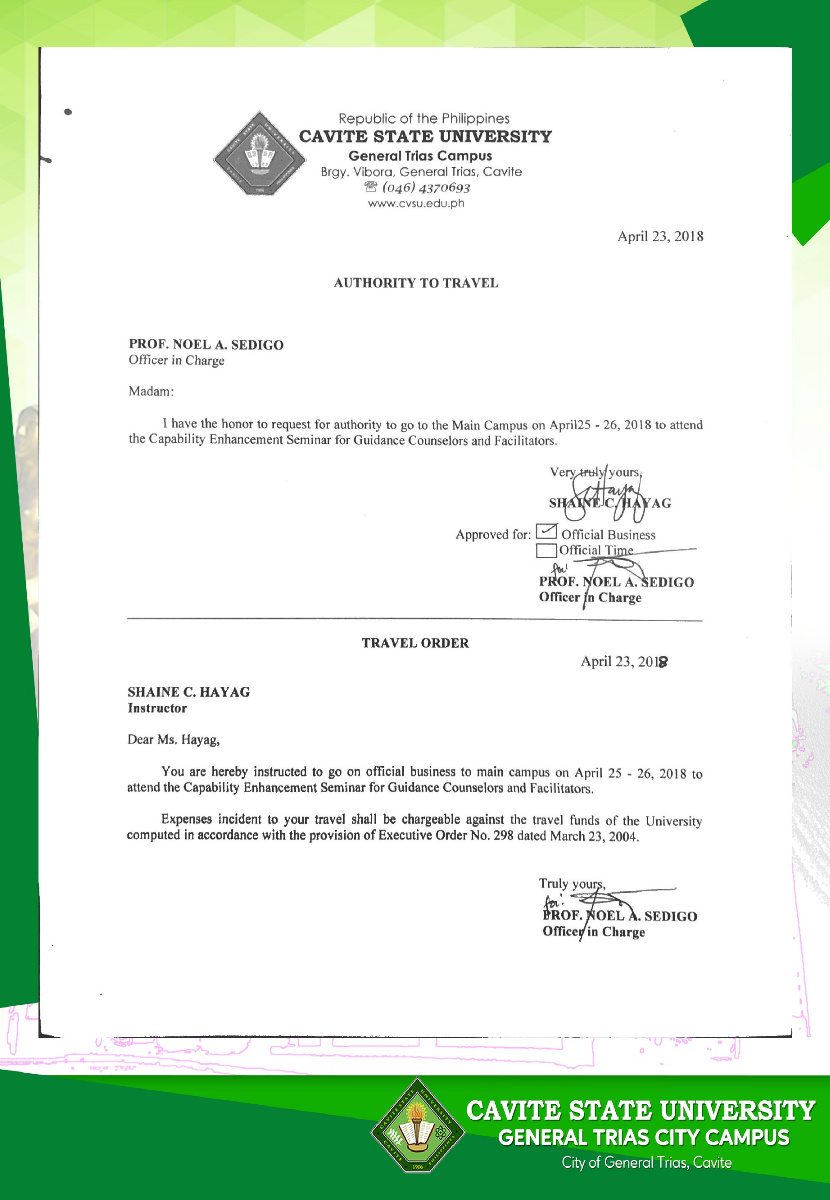 Republic of the Philippines
CAVITE STATE UNIVERSITY
General Trias Campus
Brgy. Vibora, General Trias, Cavite
☏ (046) 4370693
www.cvsu.edu.ph
April 23, 2018
AUTHORITY TO TRAVEL
PROF. NOEL A. SEDIGO
Officer in Charge
Madam:
I have the honor to request for authority to go to the Main Campus on April25 - 26, 2018 to attend
the Capability Enhancement Seminar for Guidance Counselors and Facilitators.
Very truly yours,
SHAINE C. HAYAG
Approved for: ☑ Official Business
☐ Official Time
for:
PROF. NOEL A. SEDIGO
Officer in Charge
TRAVEL ORDER
April 23, 2018
SHAINE C. HAYAG
Instructor
Dear Ms. Hayag,
You are hereby instructed to go on official business to main campus on April 25 - 26, 2018 to
attend the Capability Enhancement Seminar for Guidance Counselors and Facilitators.
Expenses incident to your travel shall be chargeable against the travel funds of the University
computed in accordance with the provision of Executive Order No. 298 dated March 23, 2004.
Truly yours,
for:
PROF. NOEL A. SEDIGO
Officer in Charge
CAVITE STATE UNIVERSITY
GENERAL TRIAS CITY CAMPUS
City of General Trias, Cavite